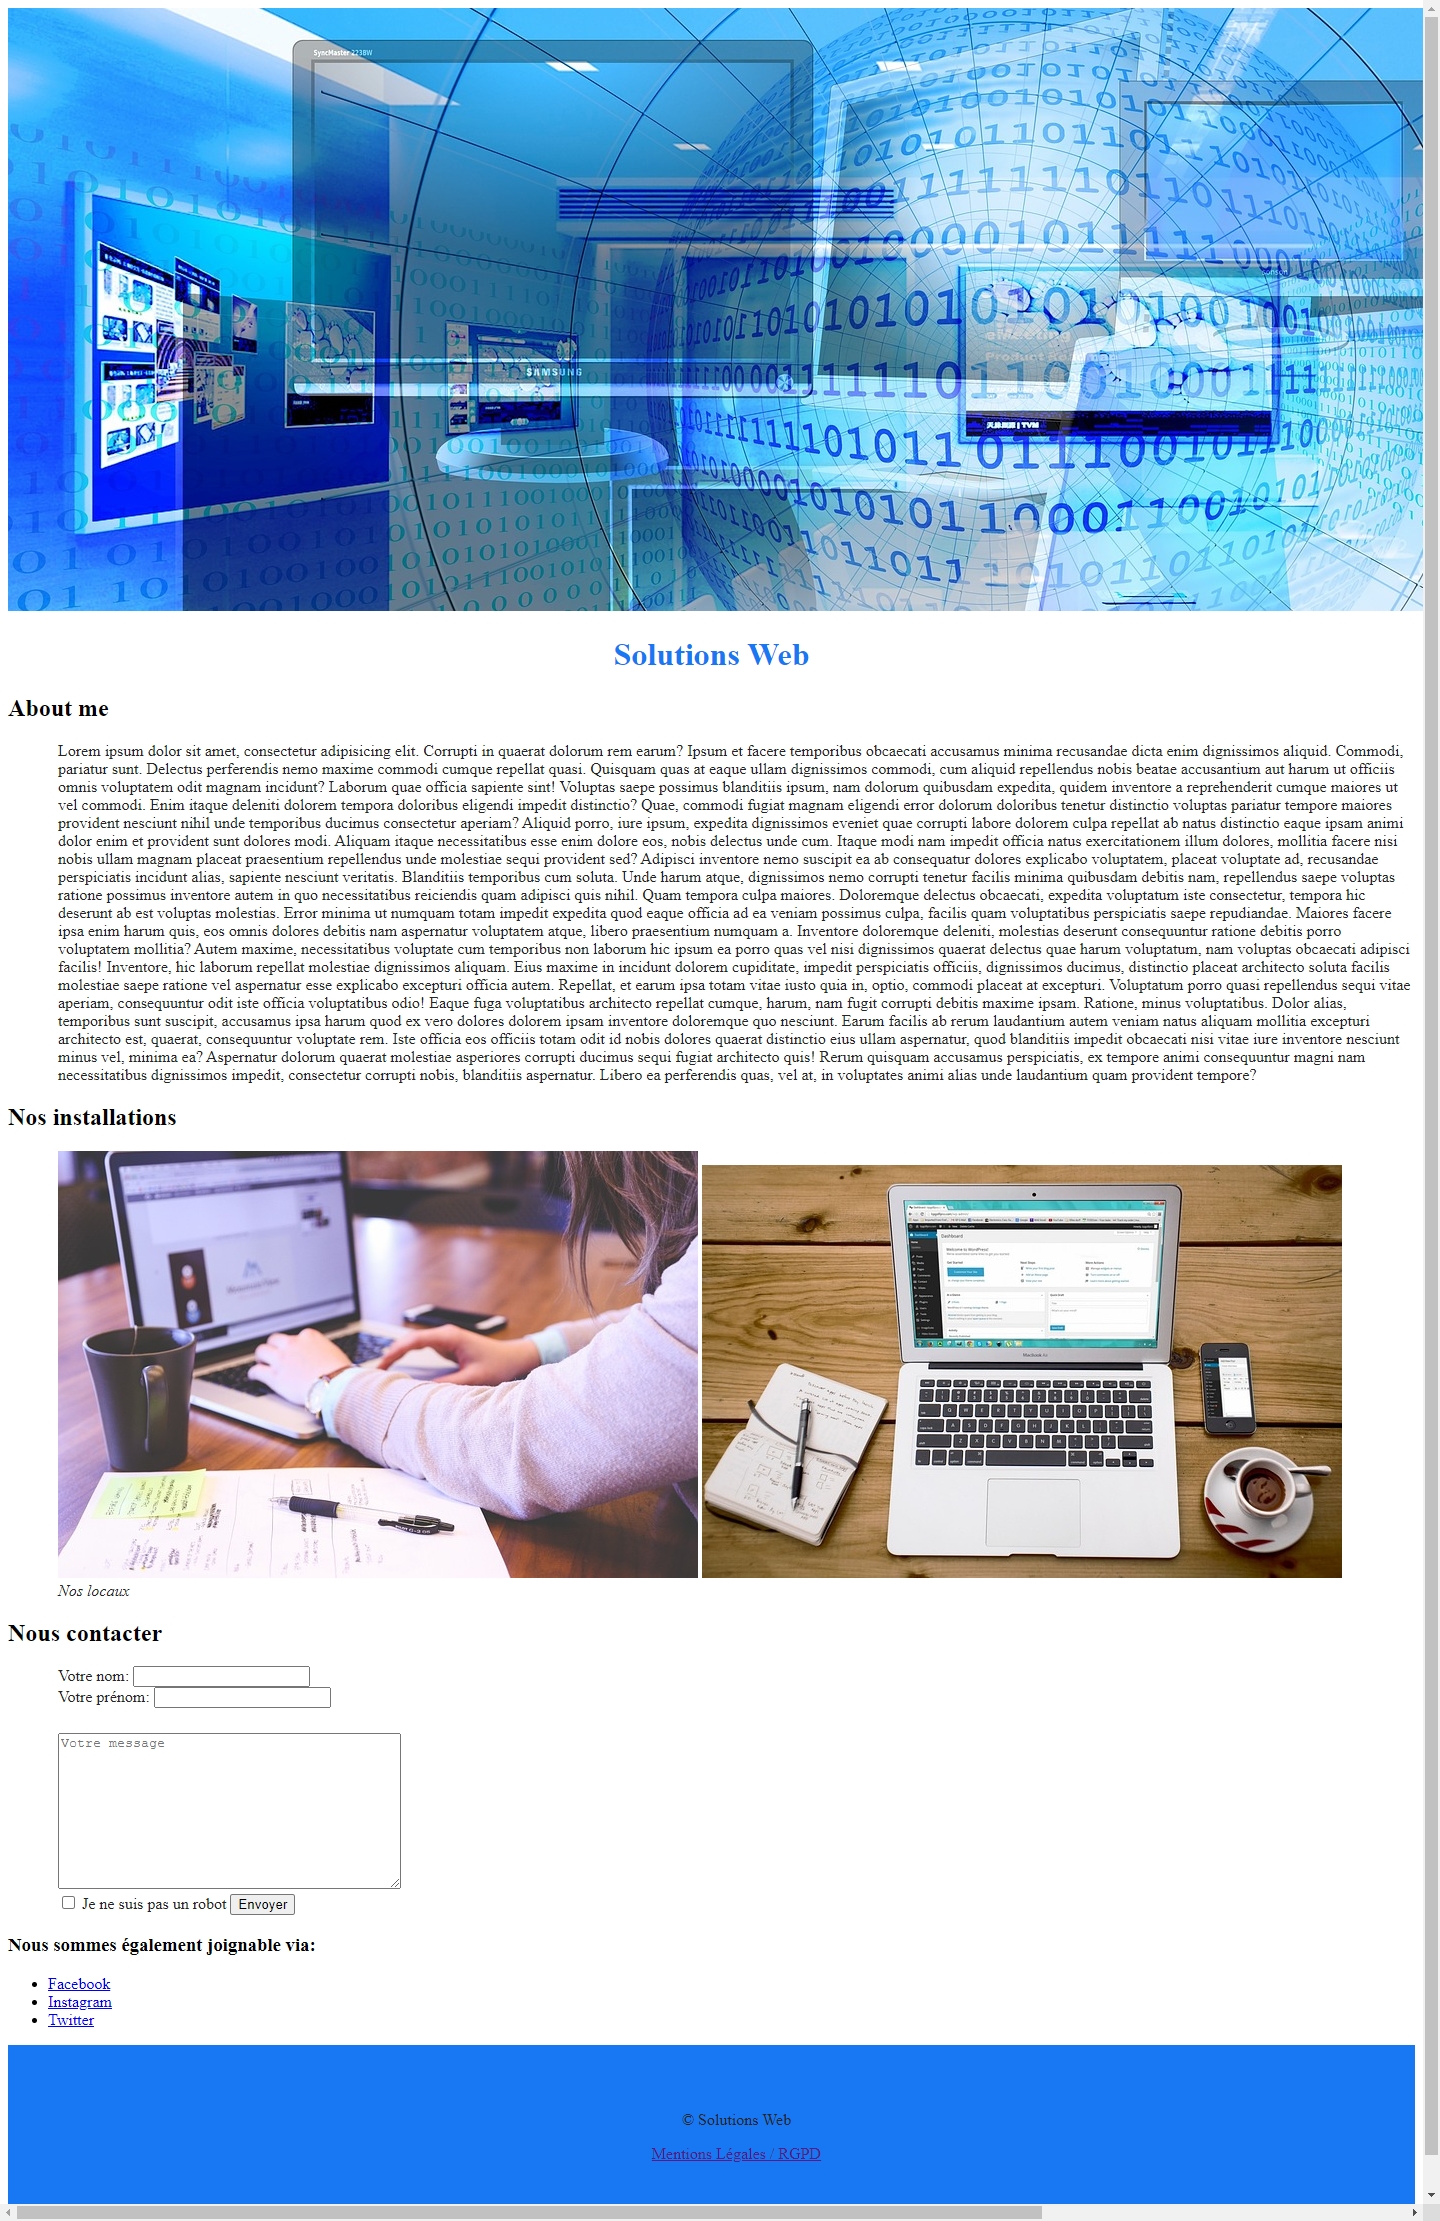 SyncMaster 2238W
SAMSUNG
Solutions Web
About me
Lorem ipsum dolor sit amet, consectetur adipisicing elit. Corrupti in quaerat dolorum rem earum? Ipsum et facere temporibus obcaecati accusamus minima recusandae dicta enim dignissimos aliquid. Commodi,
pariatur sunt. Delectus perferendis nemo maxime commodi cumque repellat quasi. Quisquam quas at eaque ullam dignissimos commodi, cum aliquid repellendus nobis beatae accusantium aut harum ut officiis
omnis voluptatem odit magnam incidunt? Laborum quae officia sapiente sint! Voluptas saepe possimus blanditiis ipsum, nam dolorum quibusdam expedita, quidem inventore a reprehenderit cumque maiores ut
vel commodi. Enim itaque deleniti dolorem tempora doloribus eligendi impedit distinctio? Quae, commodi fugiat magnam eligendi error dolorum doloribus tenetur distinctio voluptas pariatur tempore maiores
provident nesciunt nihil unde temporibus ducimus consectetur aperiam? Aliquid porro, iure ipsum, expedita dignissimos eveniet quae corrupti labore dolorem culpa repellat ab natus distinctio eaque ipsam animi
dolor enim et provident sunt dolores modi. Aliquam itaque necessitatibus esse enim dolore eos, nobis delectus unde cum. Itaque modi nam impedit officia natus exercitationem illum dolores, mollitia facere nisi
nobis ullam magnam placeat praesentium repellendus unde molestiae sequi provident sed? Adipisci inventore nemo suscipit ea ab consequatur dolores explicabo voluptatem, placeat voluptate ad, recusandae
perspiciatis incidunt alias, sapiente nesciunt veritatis. Blanditiis temporibus cum soluta. Unde harum atque, dignissimos nemo corrupti tenetur facilis minima quibusdam debitis nam, repellendus saepe voluptas
ratione possimus inventore autem in quo necessitatibus reiciendis quam adipisci quis nihil. Quam tempora culpa maiores. Doloremque delectus obcaecati, expedita voluptatum iste consectetur, tempora hic
deserunt ab est voluptas molestias. Error minima ut numquam totam impedit expedita quod eaque officia ad ea veniam possimus culpa, facilis quam voluptatibus perspiciatis saepe repudiandae. Maiores facere
ipsa enim harum quis, eos omnis dolores debitis nam aspernatur voluptatem atque, libero praesentium numquam a. Inventore doloremque deleniti, molestias deserunt consequuntur ratione debitis porro
voluptatem mollitia? Autem maxime, necessitatibus voluptate cum temporibus non laborum hic ipsum ea porro quas vel nisi dignissimos quaerat delectus quae harum voluptatum, nam voluptas obcaecati adipisci
facilis! Inventore, hic laborum repellat molestiae dignissimos aliquam. Eius maxime in incidunt dolorem cupiditate, impedit perspiciatis officiis, dignissimos ducimus, distinctio placeat architecto soluta facilis
molestiae saepe ratione vel aspernatur esse explicabo excepturi officia autem. Repellat, et earum ipsa totam vitae iusto quia in, optio, commodi placeat at excepturi. Voluptatum porro quasi repellendus sequi vitae
aperiam, consequuntur odit iste officia voluptatibus odio! Eaque fuga voluptatibus architecto repellat cumque, harum, nam fugit corrupti debitis maxime ipsam. Ratione, minus voluptatibus. Dolor alias,
temporibus sunt suscipit, accusamus ipsa harum quod ex vero dolores dolorem ipsam inventore doloremque quo nesciunt. Earum facilis ab rerum laudantium autem veniam natus aliquam mollitia excepturi
architecto est, quaerat, consequuntur voluptate rem. Iste officia eos officiis totam odit id nobis dolores quaerat distinctio eius ullam aspernatur, quod blanditiis impedit obcaecati nisi vitae iure inventore nesciunt
minus vel, minima ea? Aspernatur dolorum quaerat molestiae asperiores corrupti ducimus sequi fugiat architecto quis! Rerum quisquam accusamus perspiciatis, ex tempore animi consequuntur magni nam
necessitatibus dignissimos impedit, consectetur corrupti nobis, blanditiis aspernatur. Libero ea perferendis quas, vel at, in voluptates animi alias unde laudantium quam provident tempore?
Nos installations
Dashboard
Welcome to WordPress!
MacBook Air
Nos locaux
Nous contacter
Votre nom:
Votre prénom:
Votre message
Je ne suis pas un robot Envoyer
Nous sommes également joignable via:
Facebook
Instagram
Twitter
© Solutions Web
Mentions Légales / RGPD